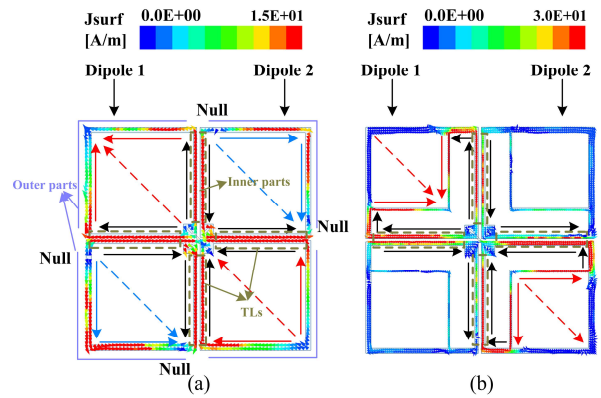 Jsurf 0.0E+00 1.5E+01
[A/m]
Dipole 1 Dipole 2
Null
Outer parts
Inner parts
Null
Null
TLs
Null
(a)
Jsurf 0.0E+00 3.0E+01
[A/m]
Dipole 1 Dipole 2
(b)